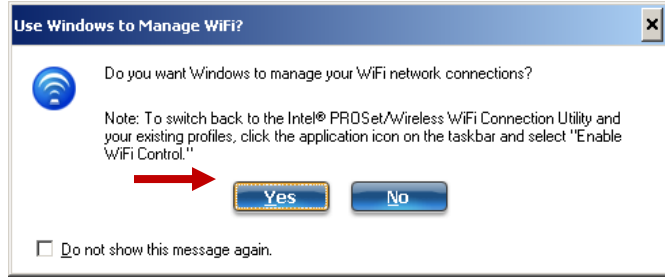 Use Windows to Manage WiFi?
Do you want Windows to manage your WiFi network connections?
Note: To switch back to the Intel® PROSet/Wireless WiFi Connection Utility and
your existing profiles, click the application icon on the taskbar and select "Enable
WiFi Control."
Yes No
Do not show this message again.